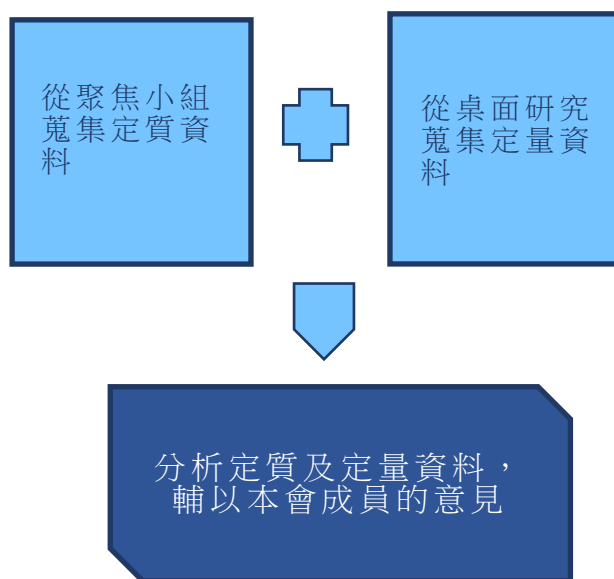 從聚焦小組
蒐集定質資
料
從桌面研究
蒐集定量資
料
分析定質及定量資料，
輔以本會成員的意見